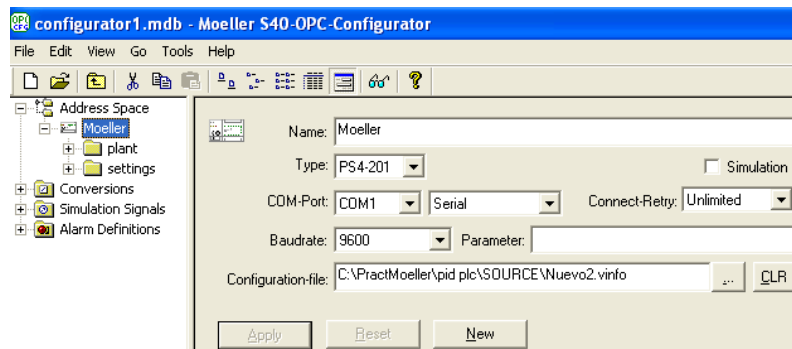 configurator1.mdb - Moeller S40-OPC-Configurator
File Edit View Go Tools Help
Address Space
Moeller
plant
settings
Conversions
Simulation Signals
Alarm Definitions
Name: Moeller
Type: PS4-201
Simulation
COM-Port: COM1 Serial Connect-Retry: Unlimited
Baudrate: 9600 Parameter:
Configuration-file: C:\PractMoeller\pid plc\SOURCE\Nuevo2.vinfo ... CLR
Apply Reset New